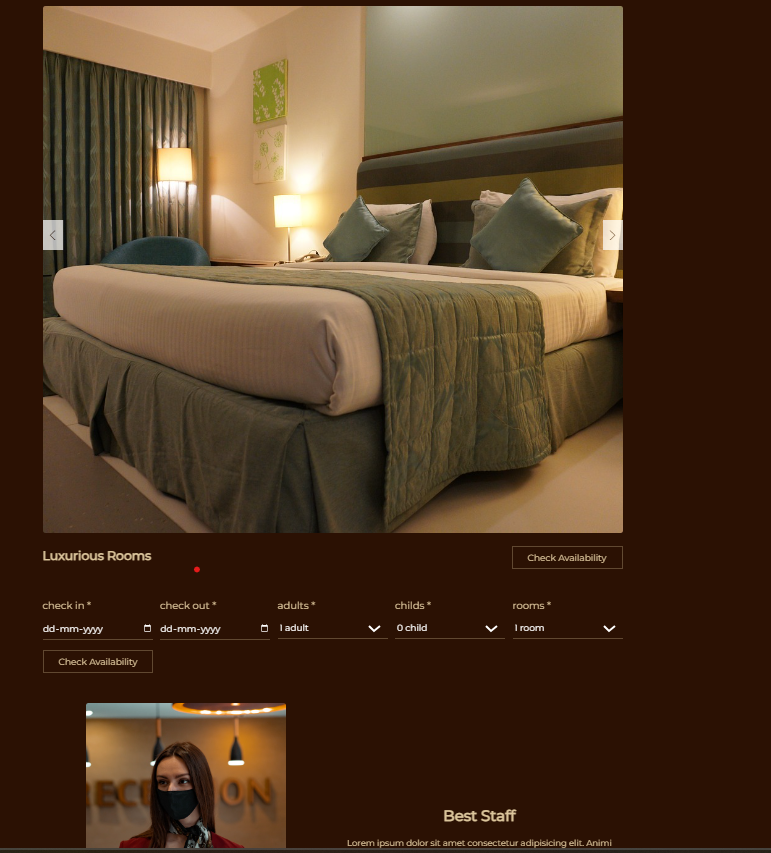 Luxurious Rooms
Check Availability
check in *
check out *
adults *
childs *
rooms *
dd-mm-yyyy
dd-mm-yyyy
1 adult
0 child
1 room
Check Availability
RECEPTION
Best Staff
Lorem ipsum dolor sit amet consectetur adipisicing elit. Animi